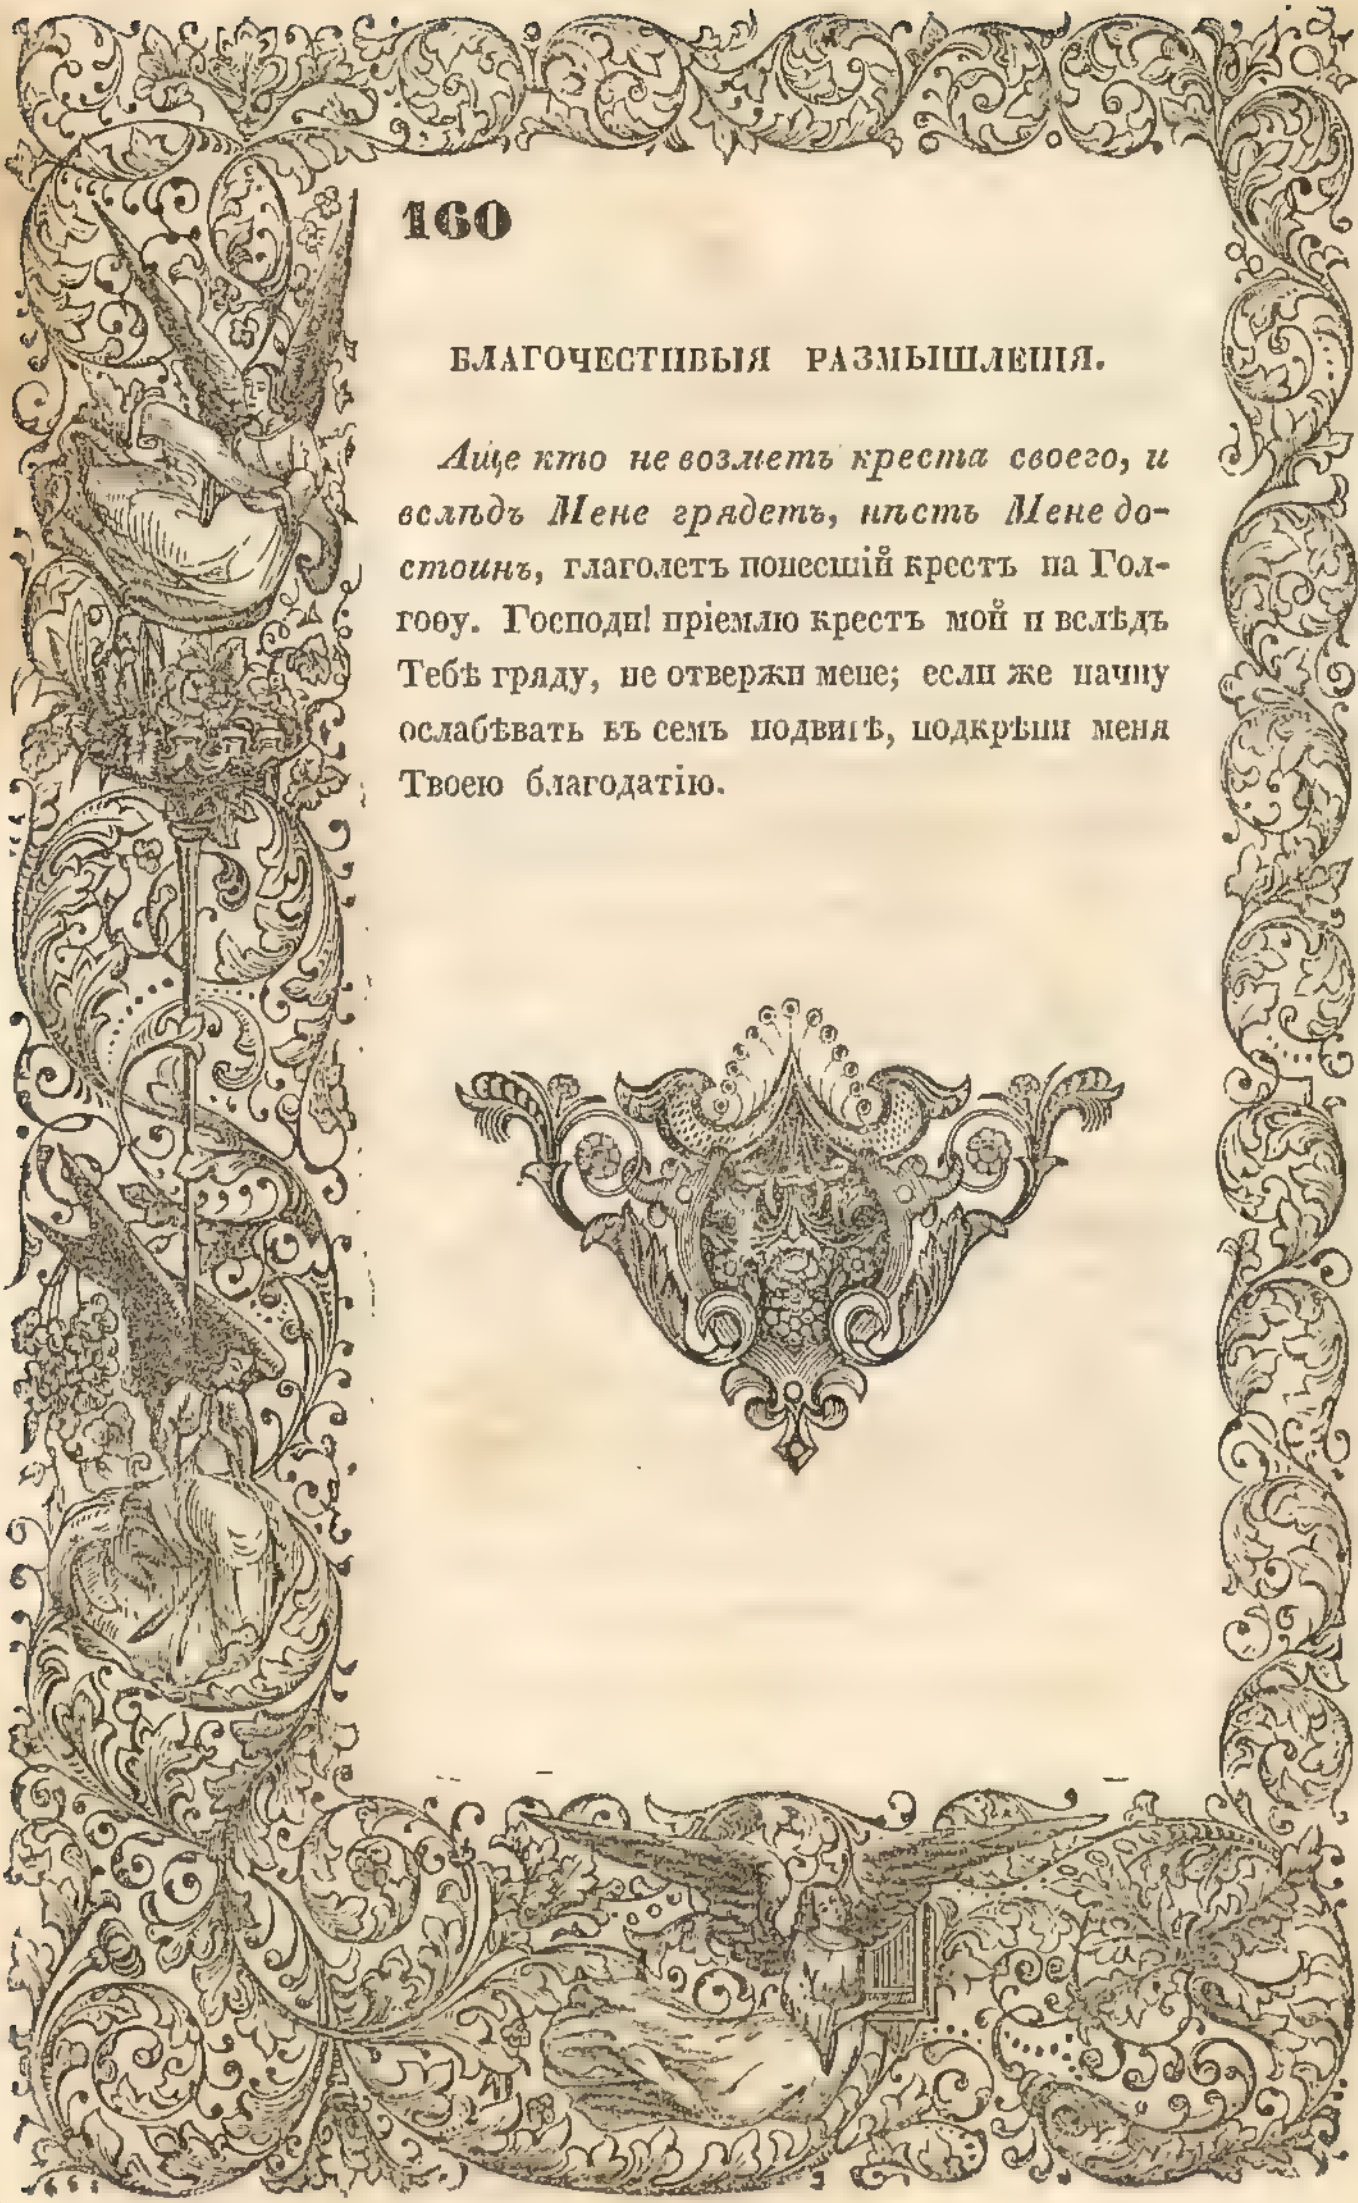 160
БЛАГОЧЕСТИВЫЯ РАЗМЫШЛЕНІЯ.
Аще кто не возметъ креста своего, и
вслѣдъ Мене грядетъ, нѣсть Мене до-
стоинъ, глаголетъ понесшій крестъ на Гол-
гоѳу. Господи! пріемлю крестъ мой и вслѣдъ
Тебѣ гряду, не отвержи мене; если же начну
ослабѣвать въ семъ подвигѣ, подкрѣпи меня
Твоею благодатію.